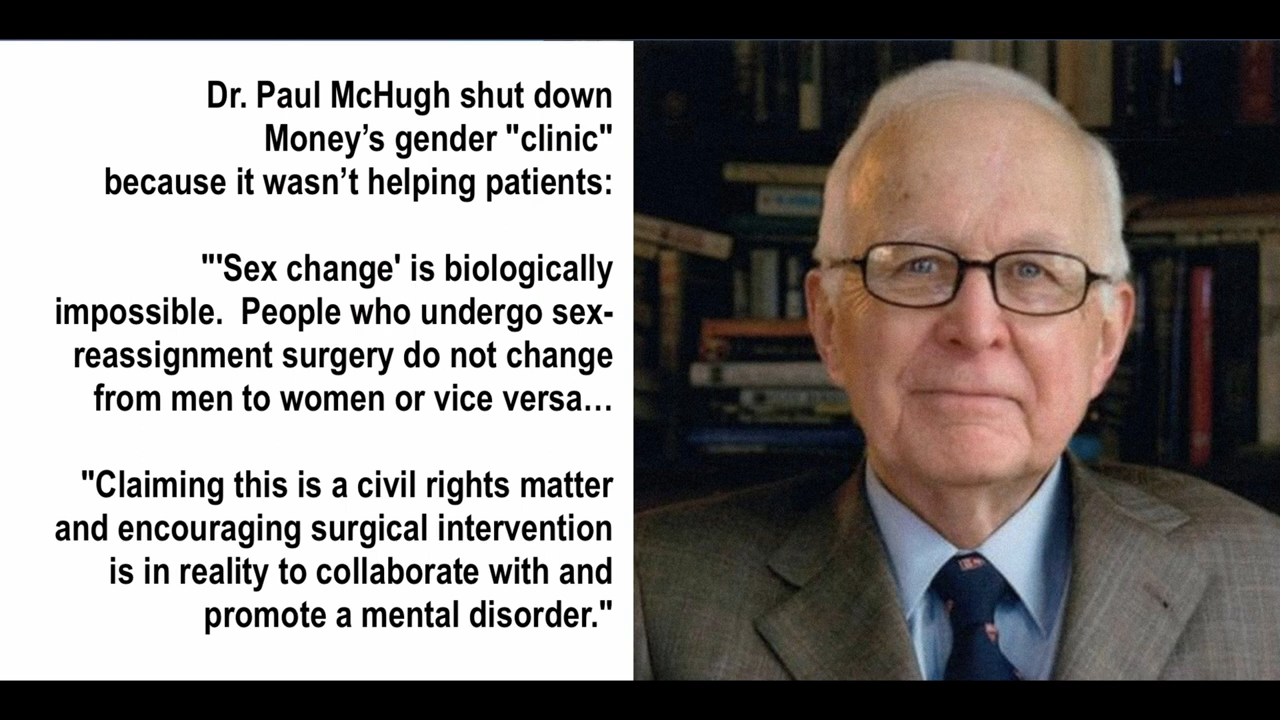 Dr. Paul McHugh shut down
Money’s gender "clinic"
because it wasn’t helping patients:
"'Sex change' is biologically
impossible.  People who undergo sex-
reassignment surgery do not change
from men to women or vice versa…
"Claiming this is a civil rights matter
and encouraging surgical intervention
is in reality to collaborate with and
promote a mental disorder."